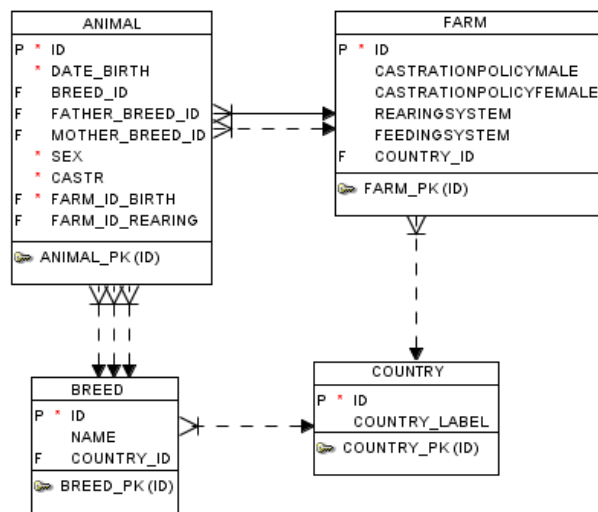 ANIMAL
P * ID
* DATE_BIRTH
F BREED_ID
F FATHER_BREED_ID
F MOTHER_BREED_ID
* SEX
* CASTR
F * FARM_ID_BIRTH
F FARM_ID_REARING
ANIMAL_PK (ID)
FARM
P * ID
CASTRATIONPOLICYMALE
CASTRATIONPOLICYFEMALE
REARINGSYSTEM
FEEDINGSYSTEM
F COUNTRY_ID
FARM_PK (ID)
BREED
P * ID
NAME
F COUNTRY_ID
BREED_PK (ID)
COUNTRY
P * ID
COUNTRY_LABEL
COUNTRY_PK (ID)